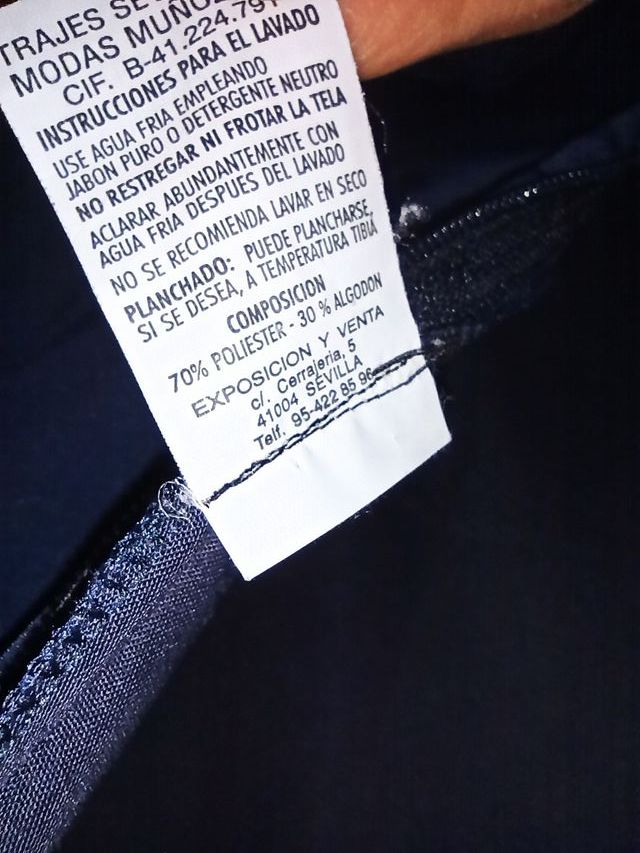 TRAJES SE
MODAS MUÑOZ
CIF. B-41.224.791
INSTRUCCIONES PARA EL LAVADO
USE AGUA FRIA EMPLEANDO
JABON PURO O DETERGENTE NEUTRO
NO RESTREGAR NI FROTAR LA TELA
ACLARAR ABUNDANTEMENTE CON
AGUA FRIA DESPUES DEL LAVADO
NO SE RECOMIENDA LAVAR EN SECO
PLANCHADO: PUEDE PLANCHARSE,
SI SE DESEA, A TEMPERATURA TIBIA
COMPOSICION
70% POLIESTER - 30 % ALGODON
EXPOSICION Y VENTA
c/. Cerrajeria, 5
41004 SEVILLA
Telf. 95-422 85 96